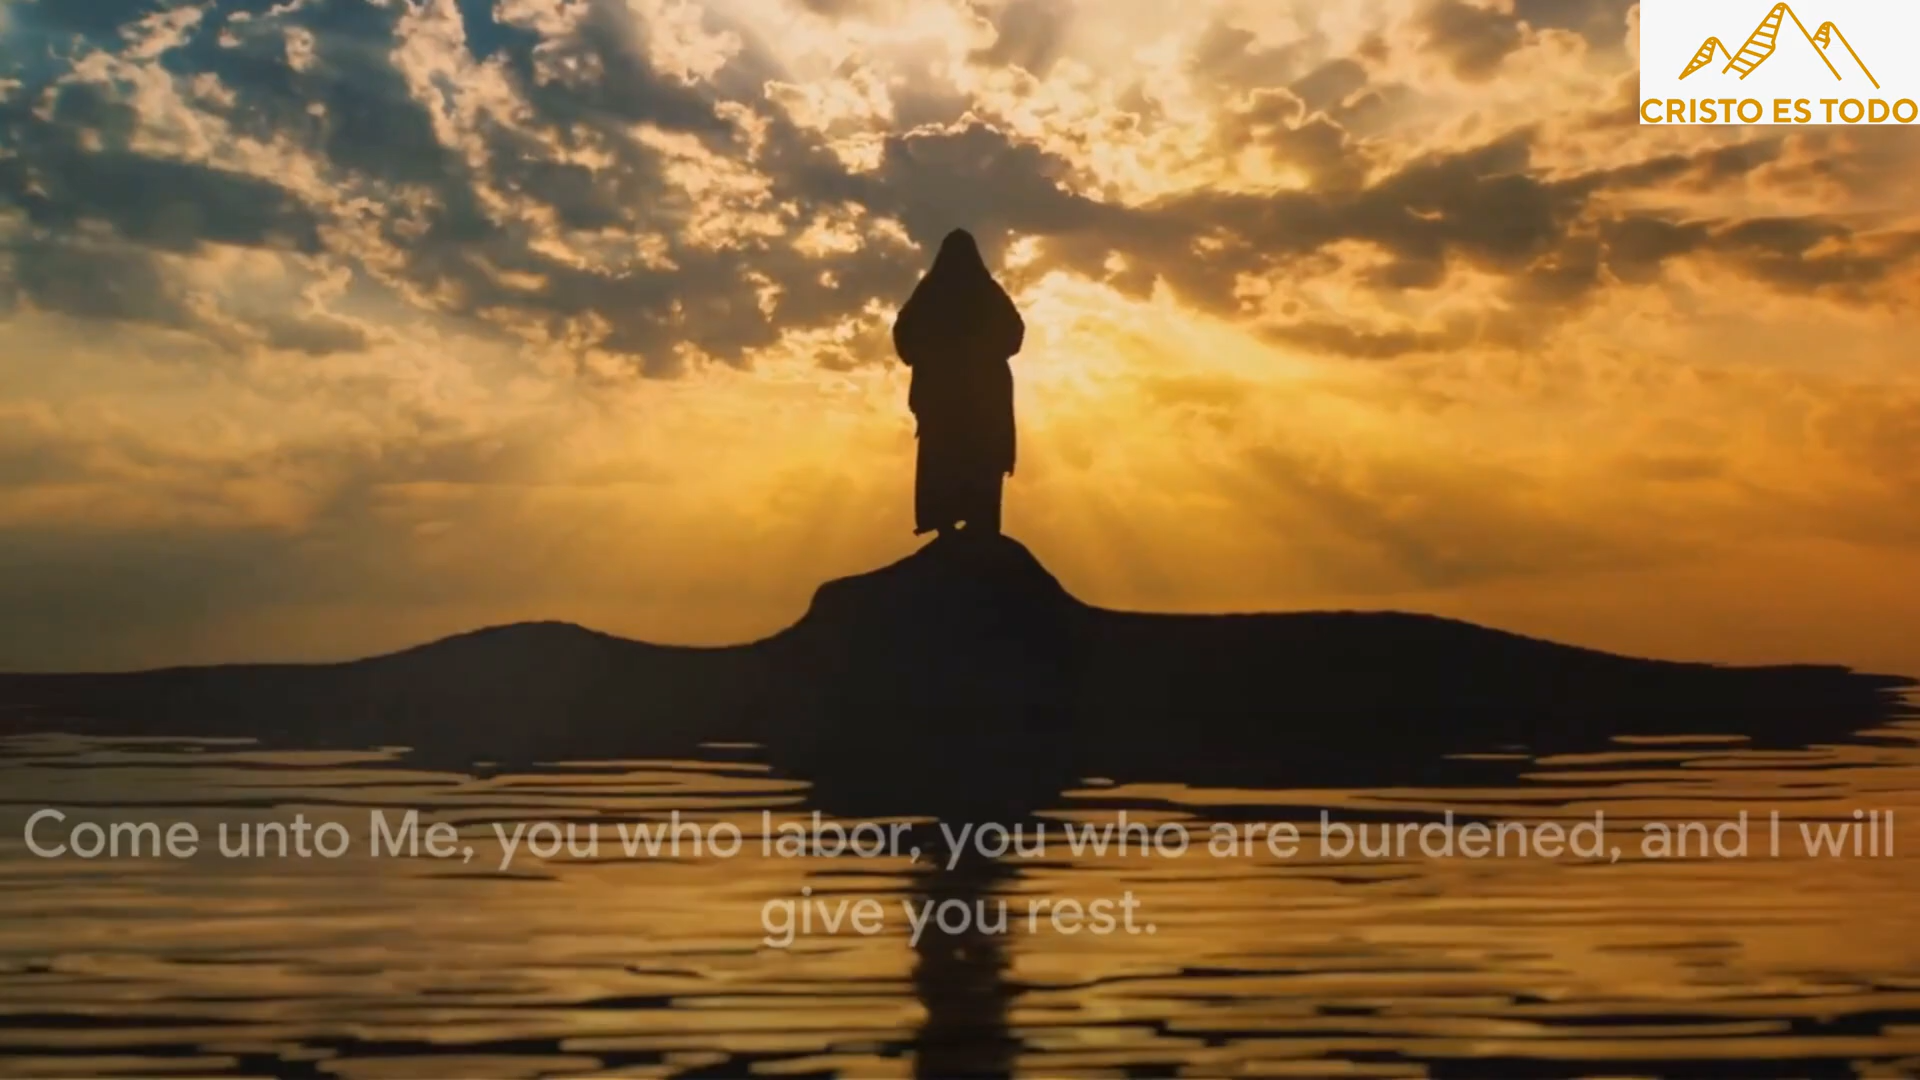 CRISTO ES TODO
Come unto Me, you who labor, you who are burdened, and I will
give you rest.